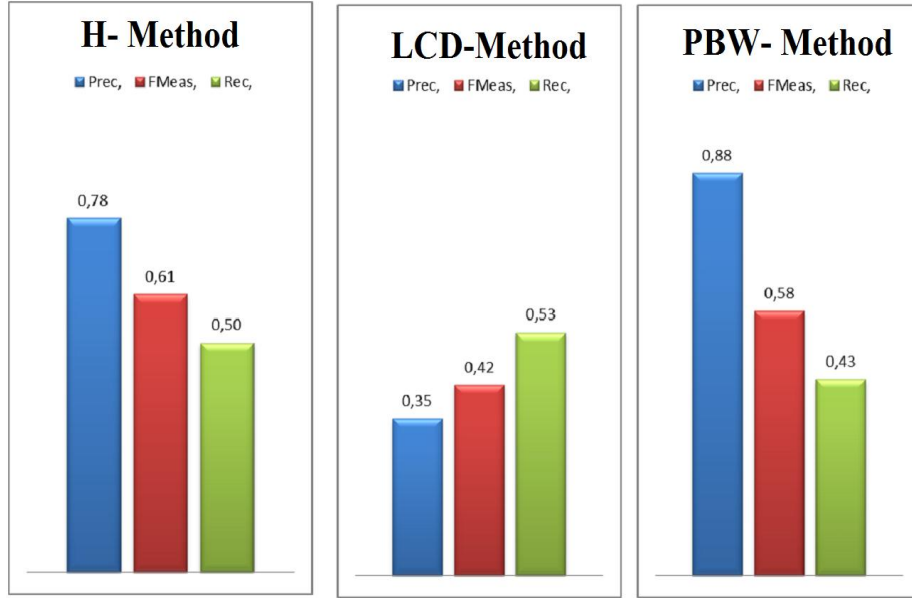 H- Method
Prec, FMeas, Rec,
0,78
0,61
0,50
LCD-Method
Prec, FMeas, Rec,
0,35
0,42
0,53
PBW- Method
Prec, FMeas, Rec,
0,88
0,58
0,43